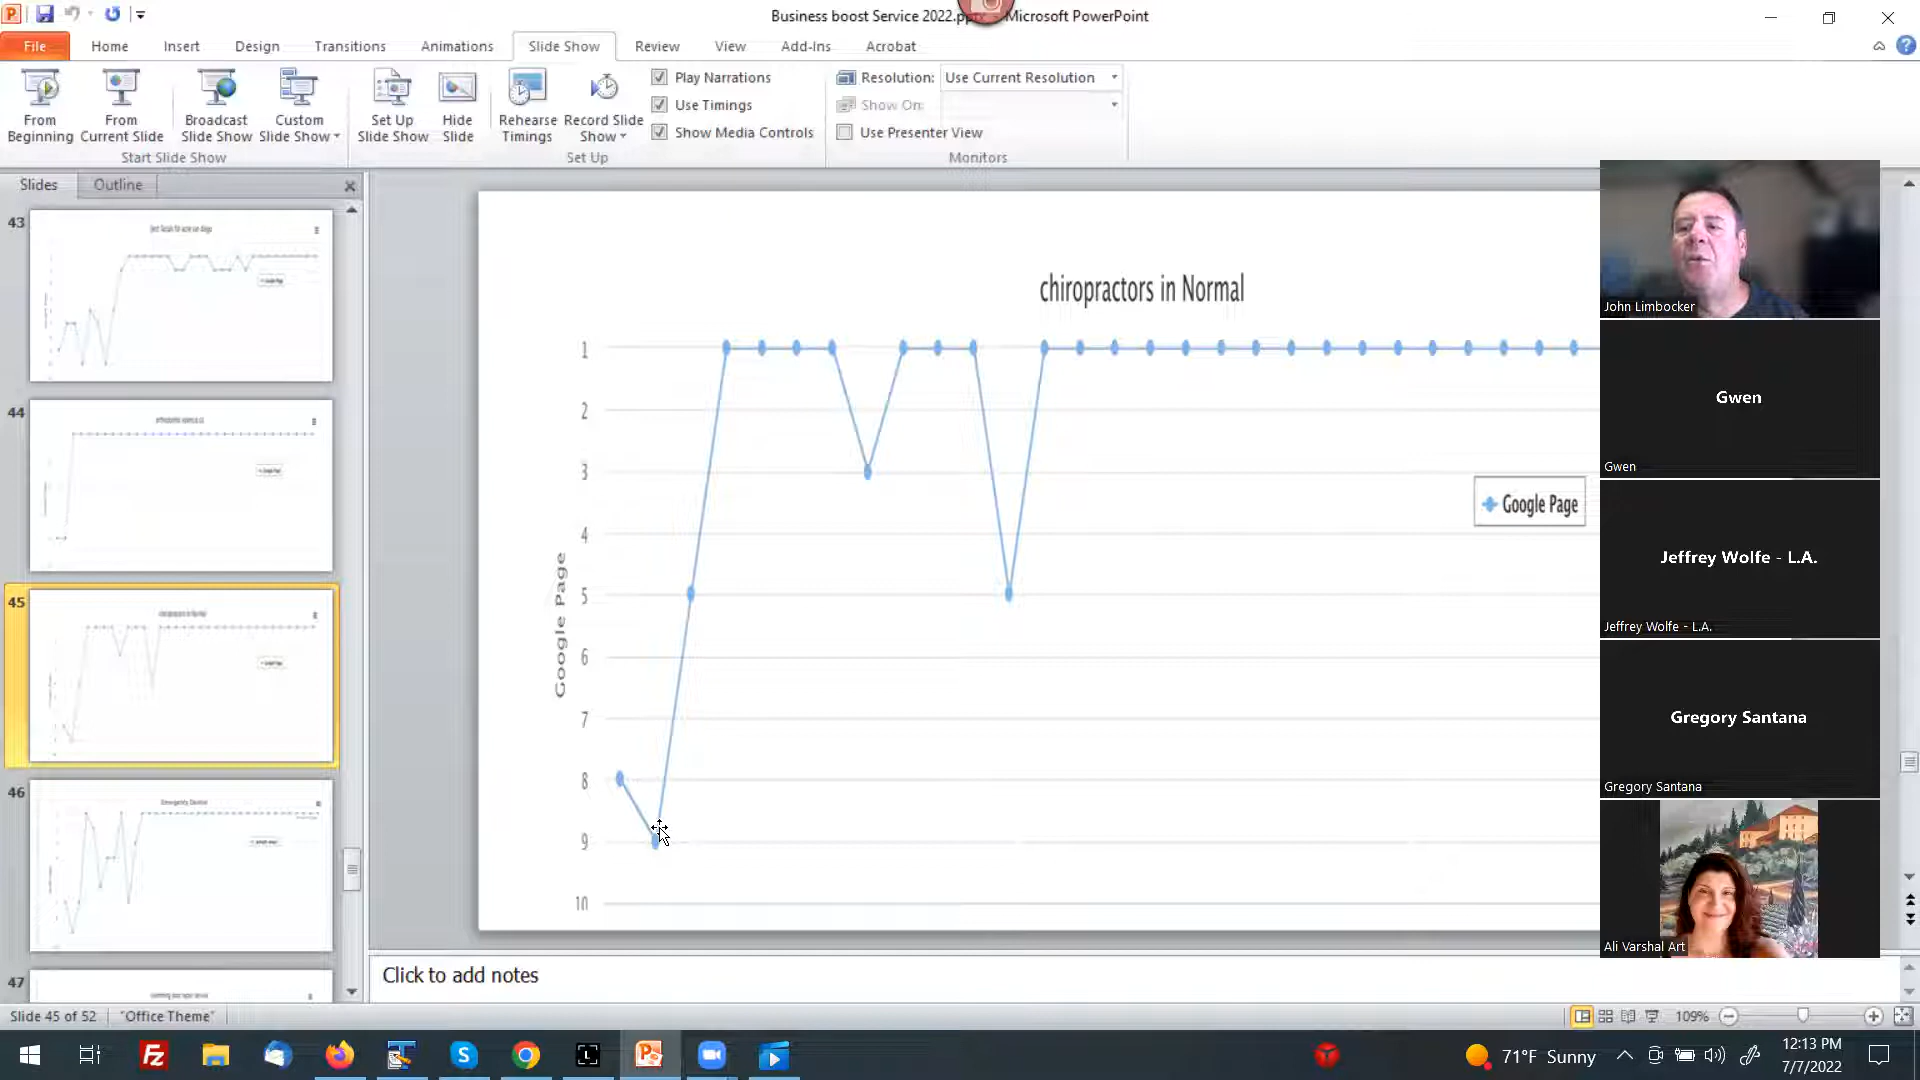 Business boost Service 2022.pptx - Microsoft PowerPoint
File Home Insert Design Transitions Animations Slide Show Review View Add-Ins Acrobat
From Beginning
From Current Slide
Broadcast Slide Show
Custom Slide Show
Set Up Slide Show
Hide Slide
Rehearse Timings
Record Slide Show
Play Narrations
Use Timings
Show Media Controls
Resolution: Use Current Resolution
Show On:
Use Presenter View
Start Slide Show
Set Up
Monitors
Slides Outline
43
44
45
46
Emergency Dentist
47
chiropractors in Normal
1
2
3
4
5
6
7
8
9
10
Google Page
Google Page
John Limbocker
Gwen
Gwen
Jeffrey Wolfe - L.A.
Jeffrey Wolfe - L.A.
Gregory Santana
Gregory Santana
Ali Varshal Art
Click to add notes
Slide 45 of 52 "Office Theme" 109%
71°F Sunny
12:13 PM
7/7/2022